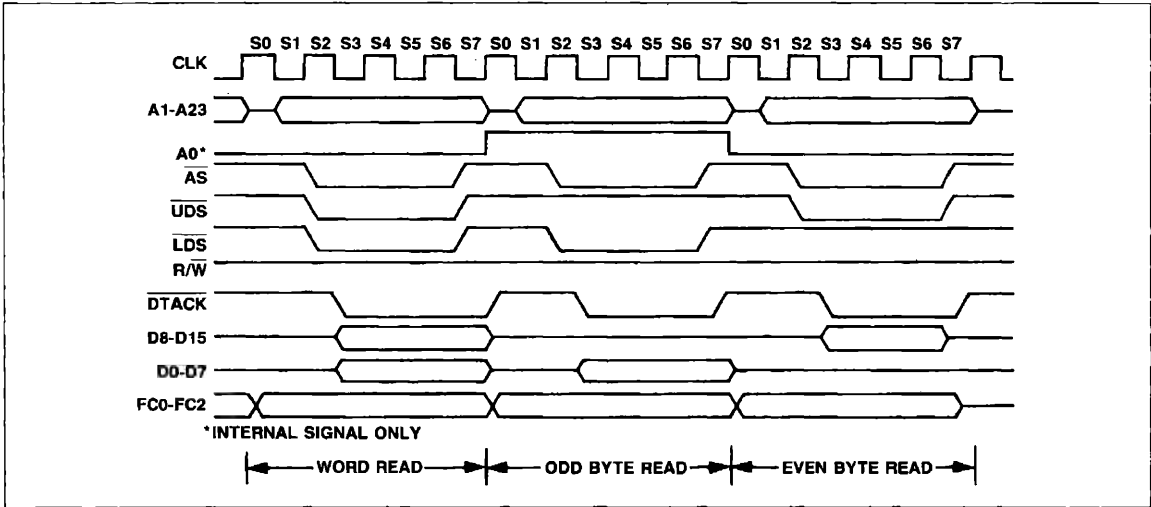 S0 S1 S2 S3 S4 S5 S6 S7 S0 S1 S2 S3 S4 S5 S6 S7 S0 S1 S2 S3 S4 S5 S6 S7
CLK
A1-A23
A0*
AS
UDS
LDS
R/W
DTACK
D8-D15
D0-D7
FC0-FC2
*INTERNAL SIGNAL ONLY
WORD READ ODD BYTE READ EVEN BYTE READ